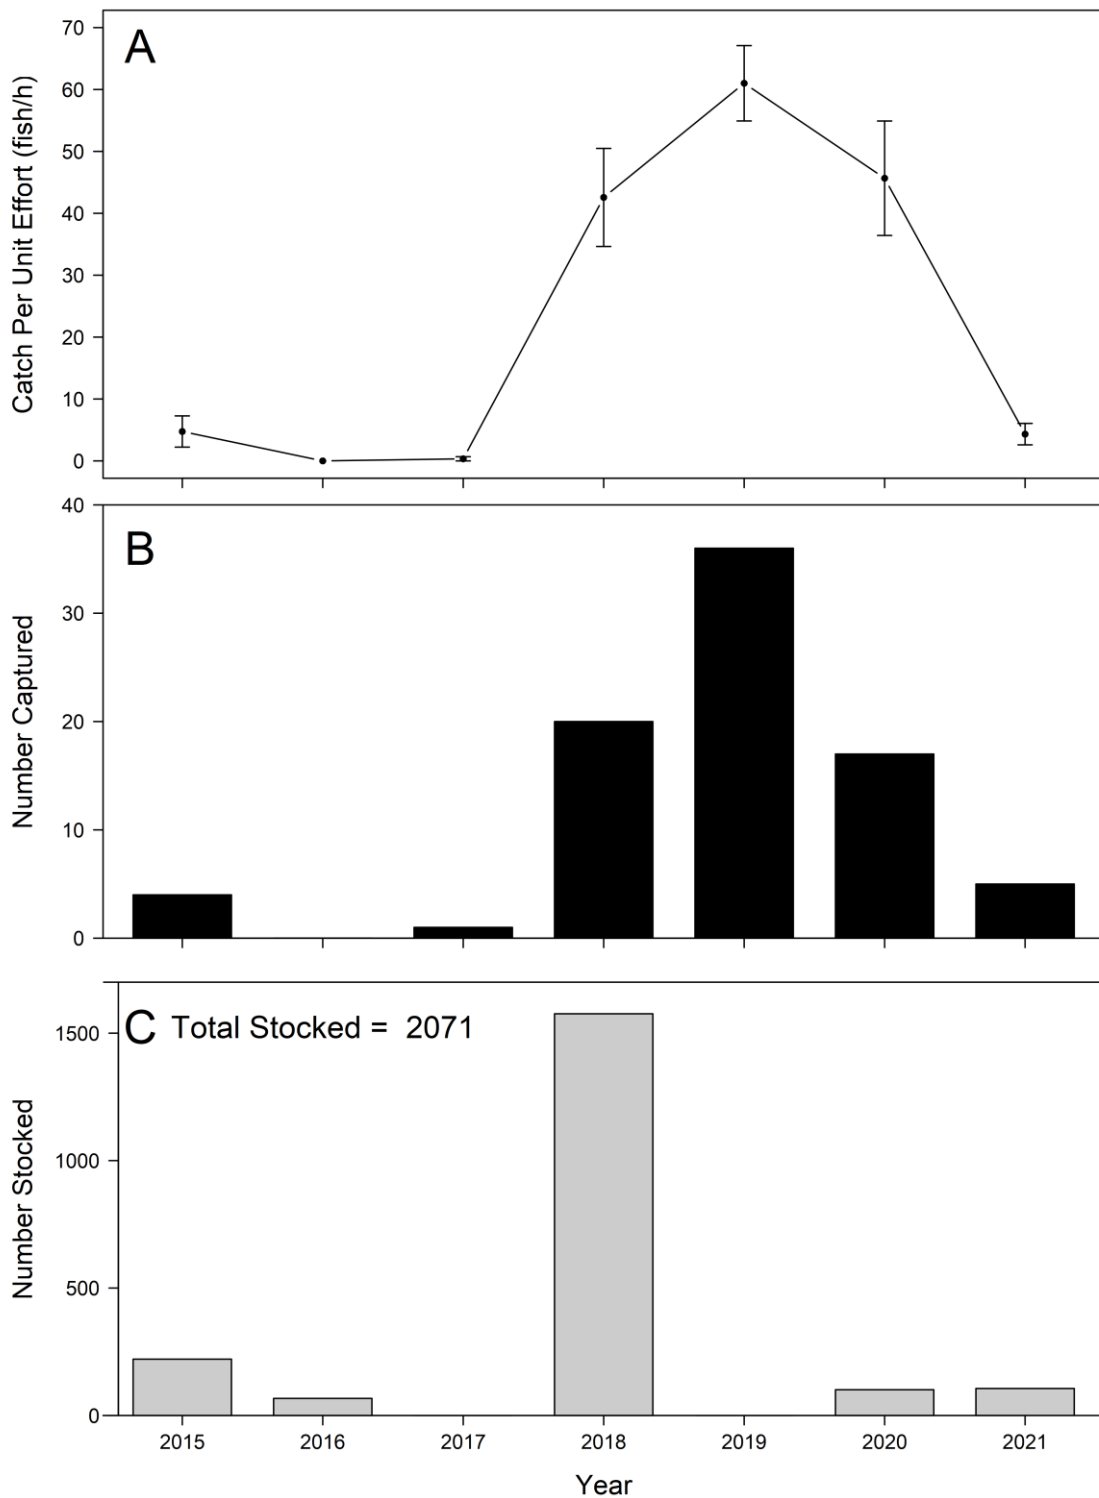 A
Catch Per Unit Effort (fish/h)
70
60
50
40
30
20
10
0
B
Number Captured
40
30
20
10
0
C Total Stocked = 2071
Number Stocked
1500
1000
500
0
2015 2016 2017 2018 2019 2020 2021
Year